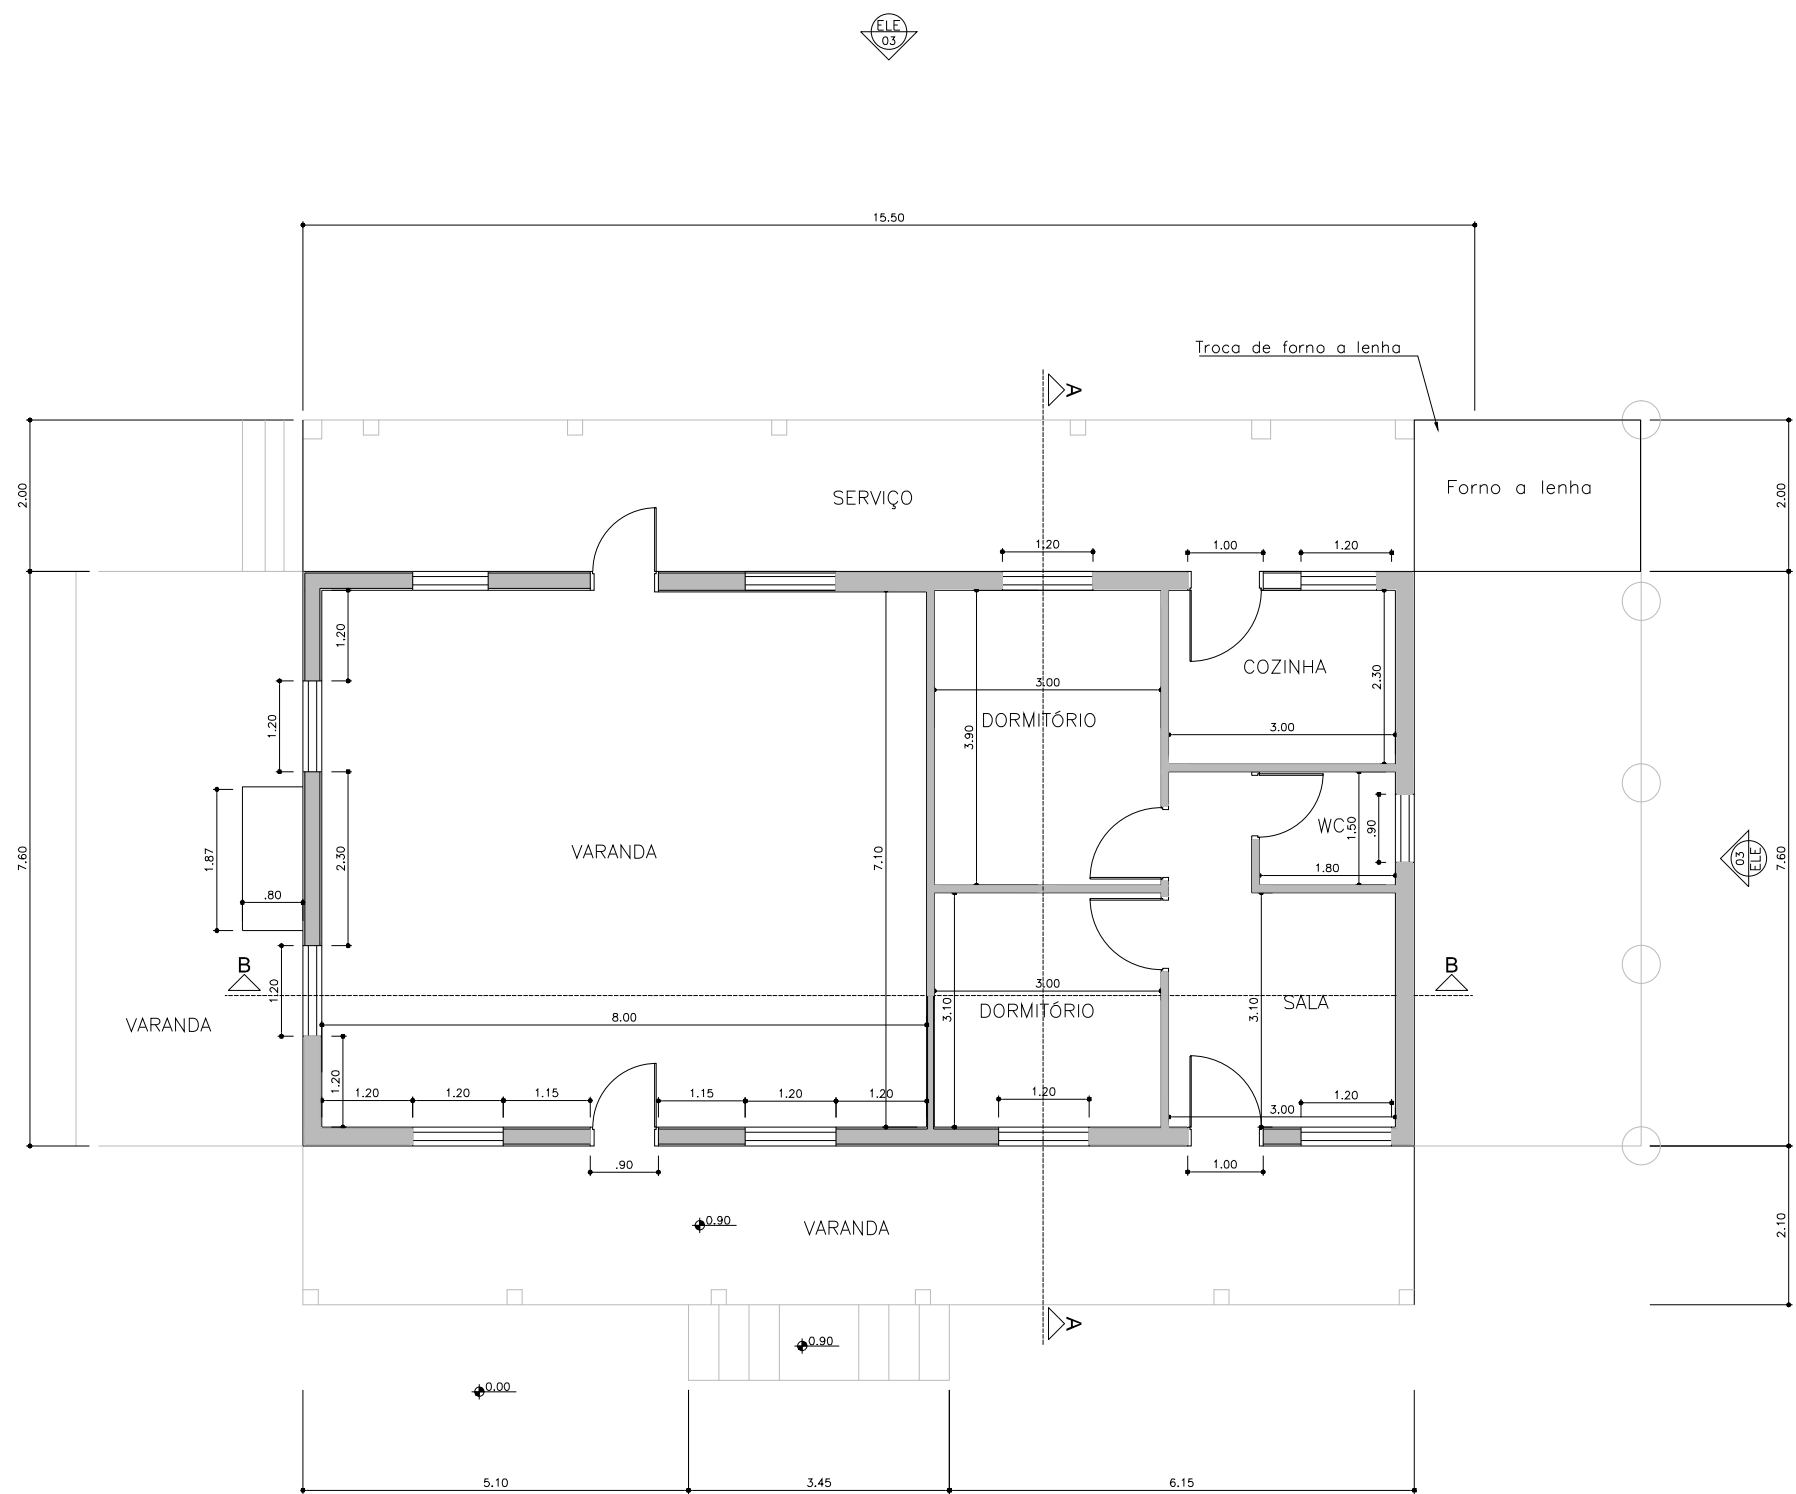 ELE
03
15.50
Troca de forno a lenha
A
2.00
SERVIÇO
Forno a lenha
2.00
1.20
1.00
1.20
1.20
COZINHA
2.30
3.00
DORMITÓRIO
3.90
3.00
1.20
WC
1.50
.90
1.80
VARANDA
7.10
2.30
1.87
.80
7.60
03
ELE
7.60
B
B
1.20
3.00
DORMITÓRIO
3.10
3.10
SALA
VARANDA
8.00
1.20
1.20
1.20
1.15
1.15
1.20
1.20
1.20
3.00
1.20
.90
1.00
0.90
VARANDA
2.10
A
0.90
0.00
5.10
3.45
6.15